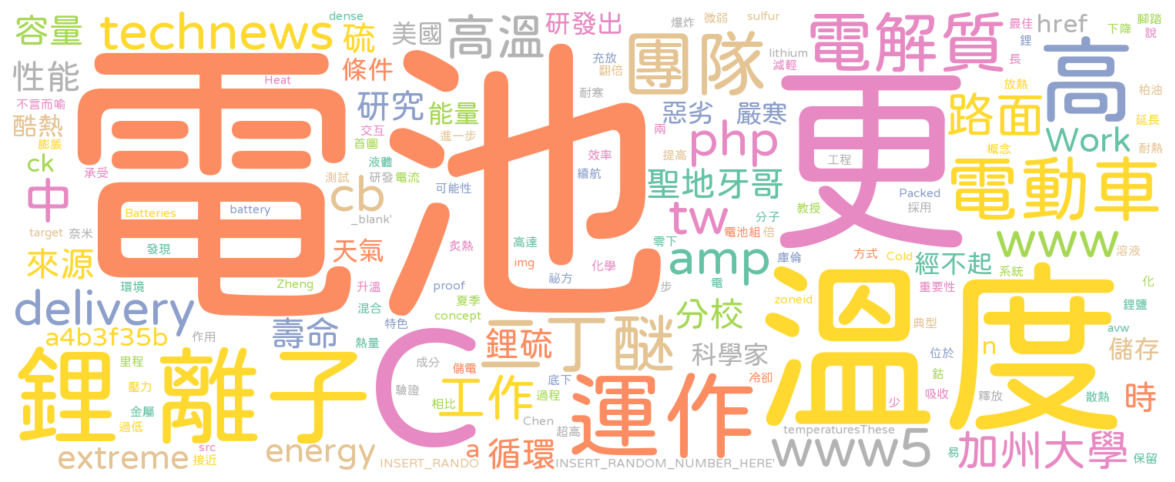 容量
technews
硫
美國
高溫
研發出
dense
爆炸
微弱
sulfur
電解質
最佳
href
腳踏
下降
說
鋰
長
性能
Heat
條件
充放
翻倍
團隊
lithium
減輕
更
高
不言而喻
電池
研究
能量
耐寒
惡劣
嚴寒
放熱
柏油
路面
延長
酷熱
膨脹
交互
首圖
進一步
php
Work
耐熱
ck
承受
液體
研發
電流
測試
效率
兩
提高
工程
概念
電動車
中
cb
_blank'
可能性
續航
聖地牙哥
Packed
採用
Batteries
battery
tw
分子
教授
target
奈米
電池組
倍
www
發現
天氣
炙熱
高達
零下
amp
方式
庫倫
Cold
溶液
來源
img
祕方
化學
電
經不起
系統
環境
Zheng
升溫
proof
夏季
步
溫度
zoneid
重要性
化
delivery
混合
concept
分校
鋰鹽
a4b3f35b
作用
壽命
特色
二丁醚
典型
avw
鋰離子
C
熱量
鋰硫
科學家
n
儲存
里程
成分
儲電
位於
壓力
驗證
工作
底下
運作
冷卻
鈷
吸收
釋放
散熱
時
金屬
相比
過程
少
過低
Chen
超高
temperaturesThese
extreme
src
接近
energy
a
循環
www5
易
加州大學
保留
INSERT_RANDO
INSERT_RANDOM_NUMBER_HERE'